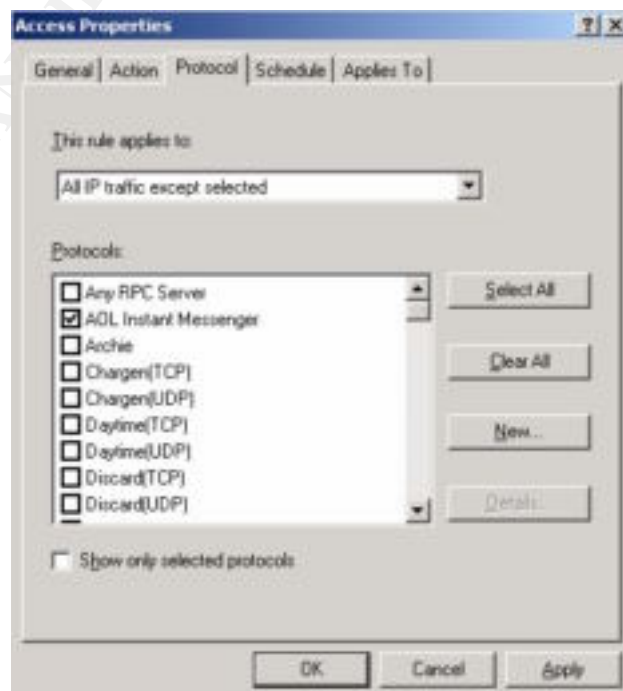 Access Properties
General
Action
Protocol
Schedule
Applies To
This rule applies to:
All IP traffic except selected
Protocols:
Any RPC Server
AOL Instant Messenger
Archie
Chargen(TCP)
Chargen(UDP)
Daytime(TCP)
Daytime(UDP)
Discard(TCP)
Discard(UDP)
Select All
Clear All
New...
Details...
Show only selected protocols
OK
Cancel
Apply